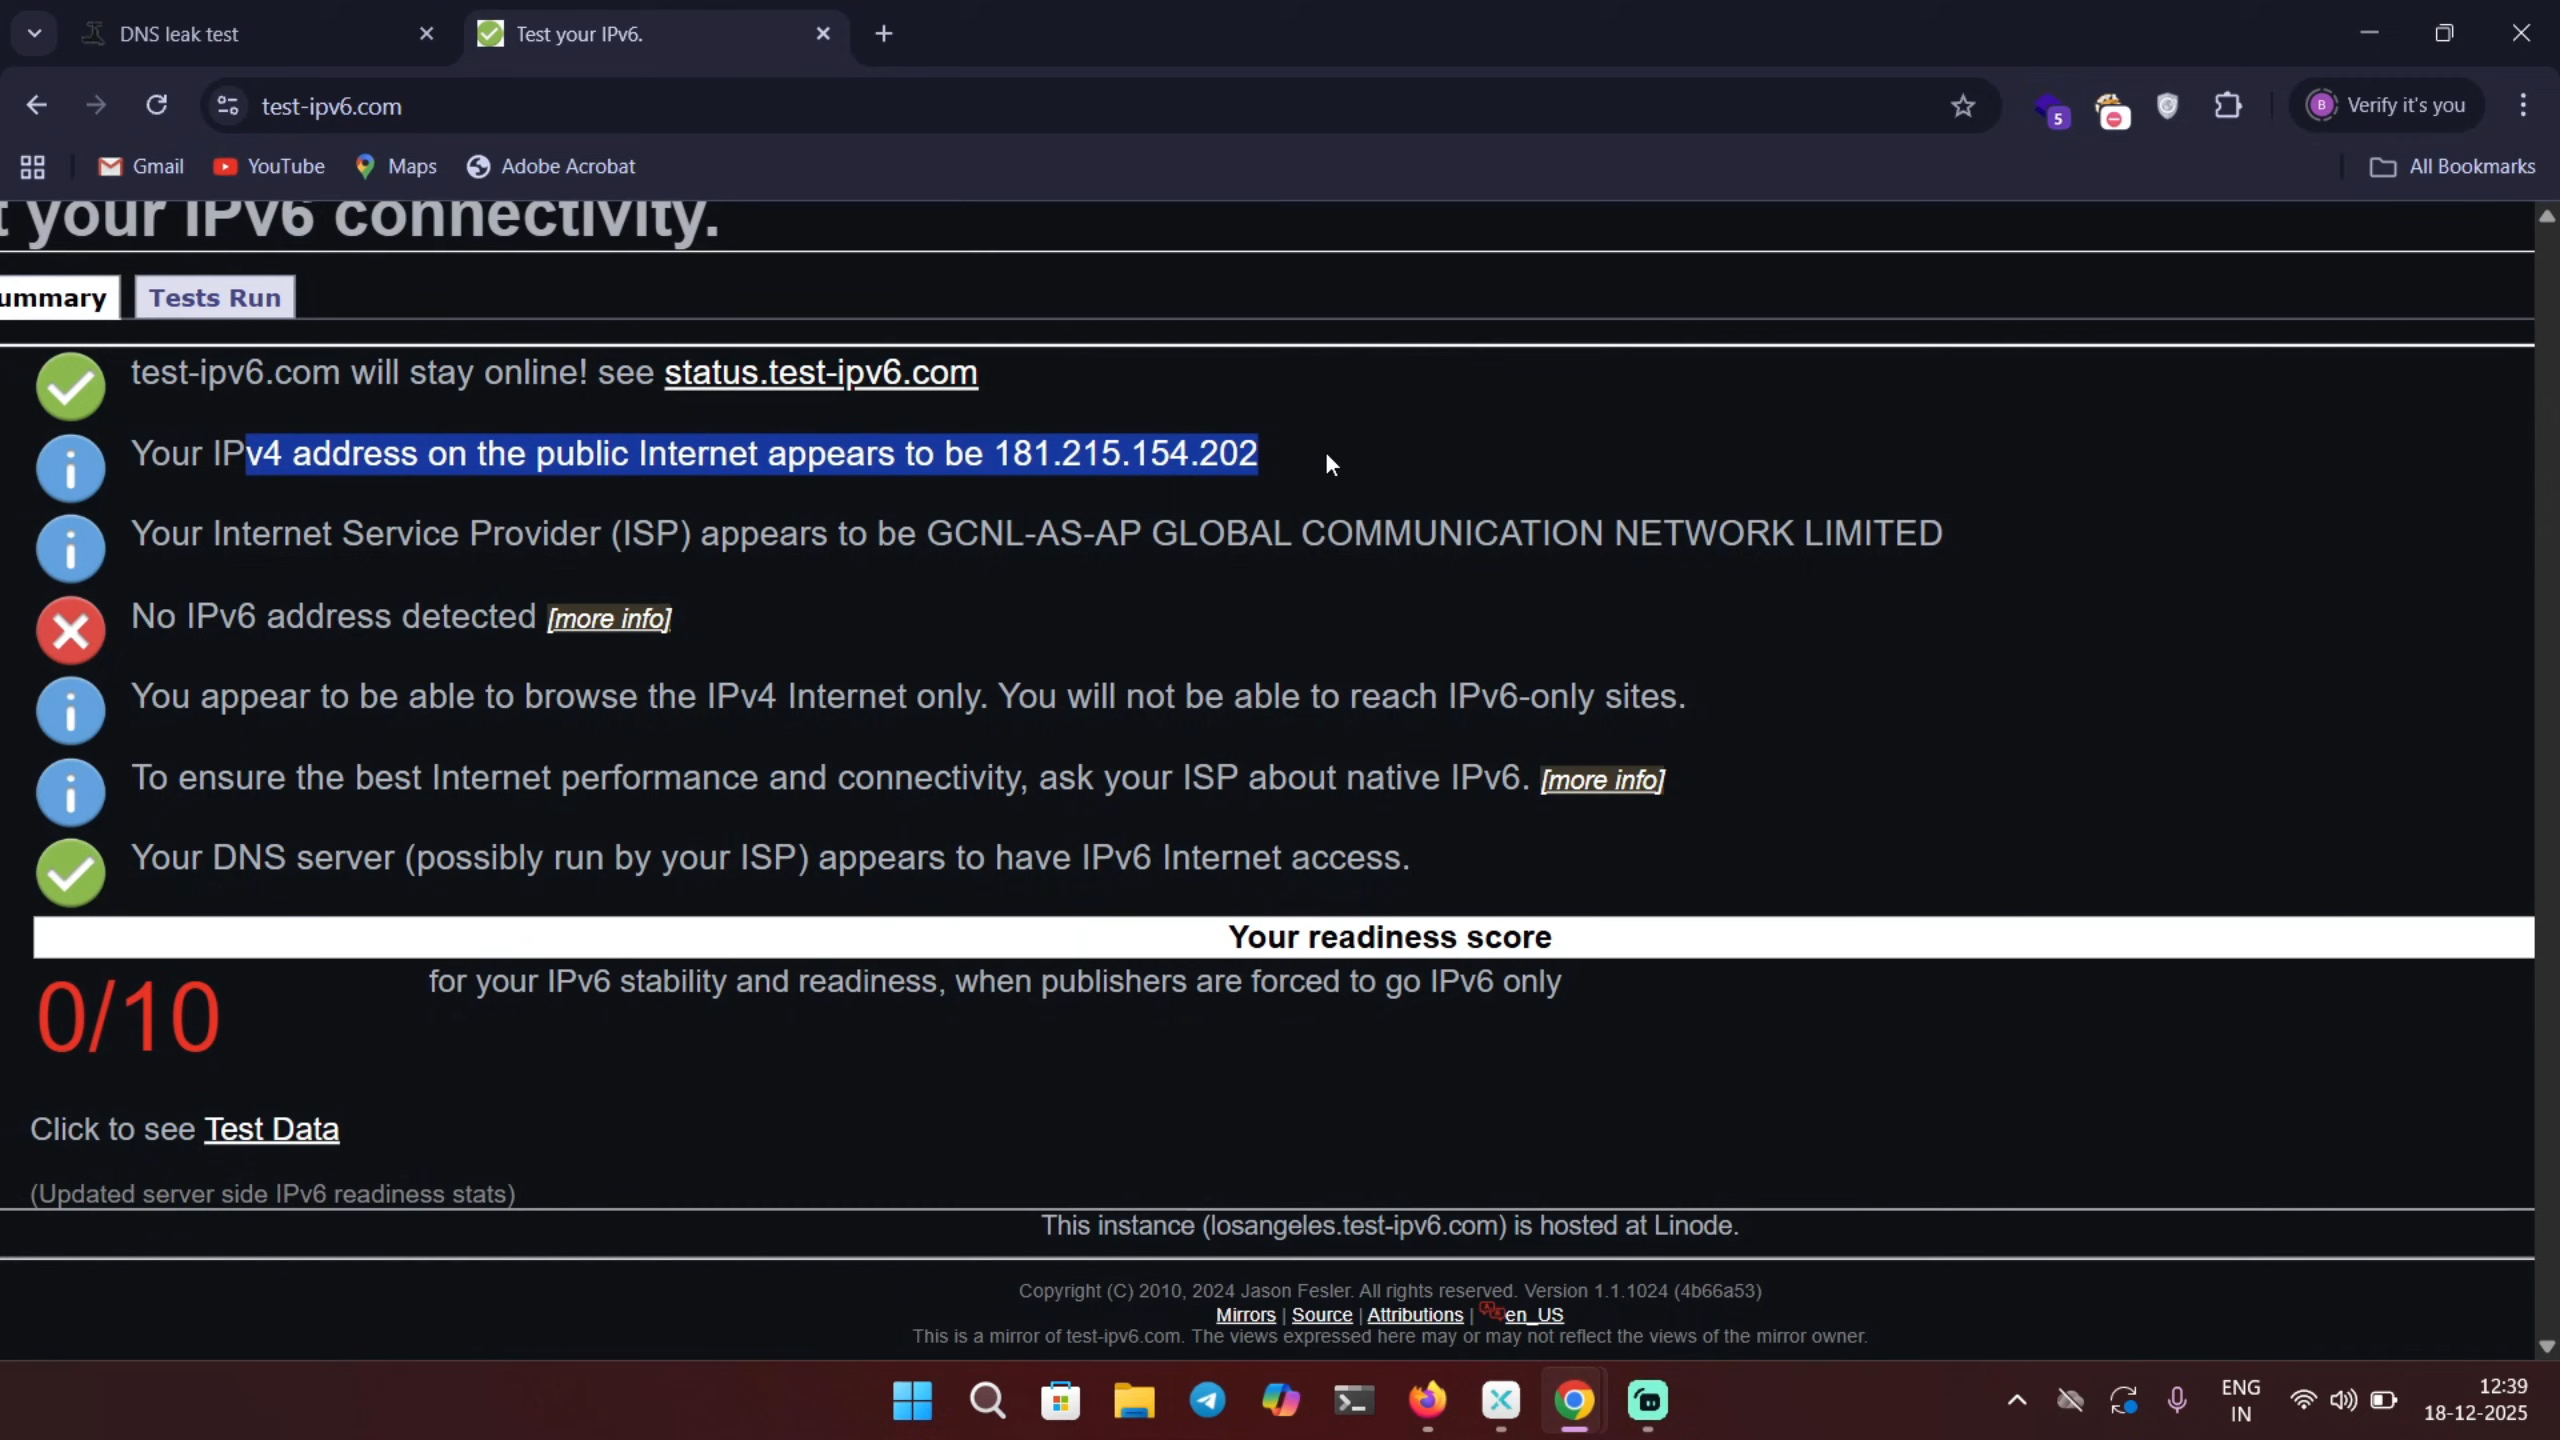 DNS leak test
Test your IPv6.
test-ipv6.com
5
B
Verify it's you
Gmail
YouTube
Maps
Adobe Acrobat
All Bookmarks
t your IPv6 connectivity.
ummary
Tests Run
test-ipv6.com will stay online! see status.test-ipv6.com
Your IPv4 address on the public Internet appears to be 181.215.154.202
Your Internet Service Provider (ISP) appears to be GCNL-AS-AP GLOBAL COMMUNICATION NETWORK LIMITED
No IPv6 address detected [more info]
You appear to be able to browse the IPv4 Internet only. You will not be able to reach IPv6-only sites.
To ensure the best Internet performance and connectivity, ask your ISP about native IPv6. [more info]
Your DNS server (possibly run by your ISP) appears to have IPv6 Internet access.
Your readiness score
0/10
for your IPv6 stability and readiness, when publishers are forced to go IPv6 only
Click to see Test Data
(Updated server side IPv6 readiness stats)
This instance (losangeles.test-ipv6.com) is hosted at Linode.
Copyright (C) 2010, 2024 Jason Fesler. All rights reserved. Version 1.1.1024 (4b66a53)
Mirrors | Source | Attributions | en_US
This is a mirror of test-ipv6.com. The views expressed here may or may not reflect the views of the mirror owner.
ENG
IN
12:39
18-12-2025